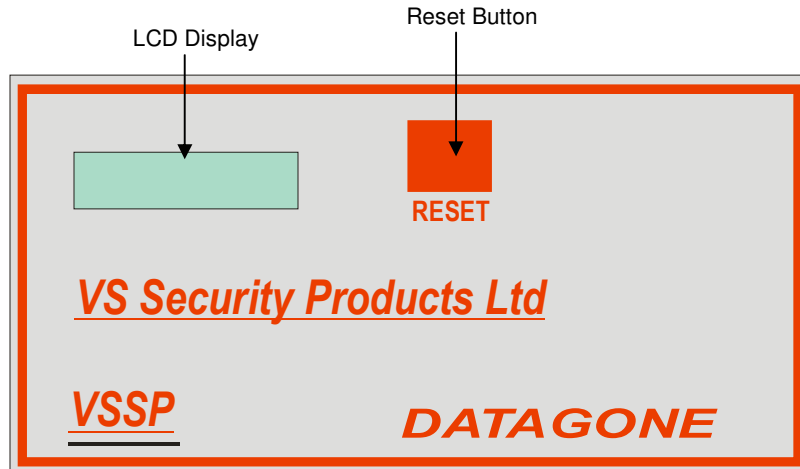 Reset Button
LCD Display
RESET
VS Security Products Ltd
VSSP
DATAGONE